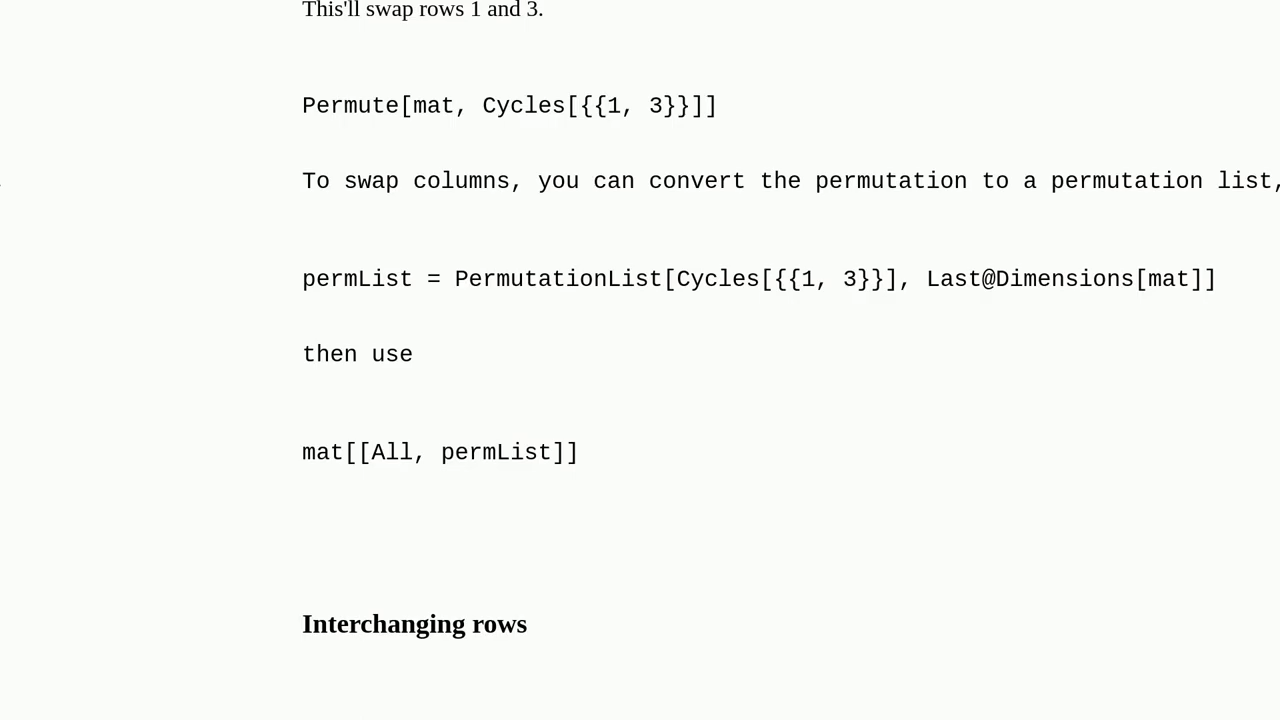 This'll swap rows 1 and 3.
Permute[mat, Cycles[{{1, 3}}]]
To swap columns, you can convert the permutation to a permutation list,
permList = PermutationList[Cycles[{{1, 3}}], Last@Dimensions[mat]]
then use
mat[[All, permList]]
Interchanging rows